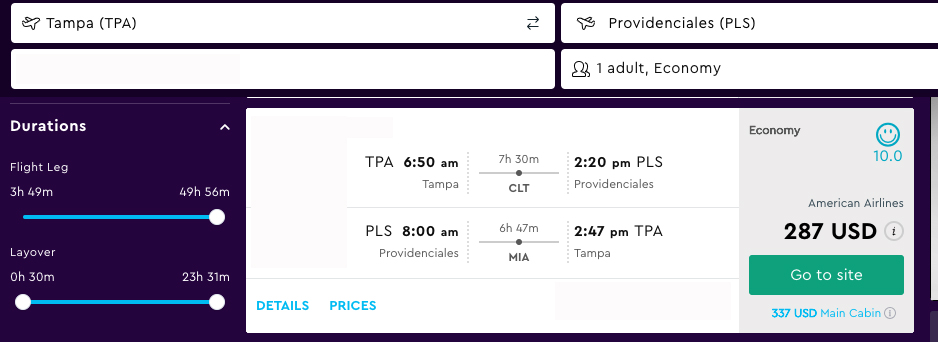 Tampa (TPA)
Providenciales (PLS)
1 adult, Economy
Durations
Flight Leg
3h 49m 49h 56m
Layover
0h 30m 23h 31m
TPA 6:50 am 7h 30m 2:20 pm PLS
Tampa CLT Providenciales
PLS 8:00 am 6h 47m 2:47 pm TPA
Providenciales MIA Tampa
DETAILS PRICES
Economy
10.0
American Airlines
287 USD i
Go to site
337 USD Main Cabin i